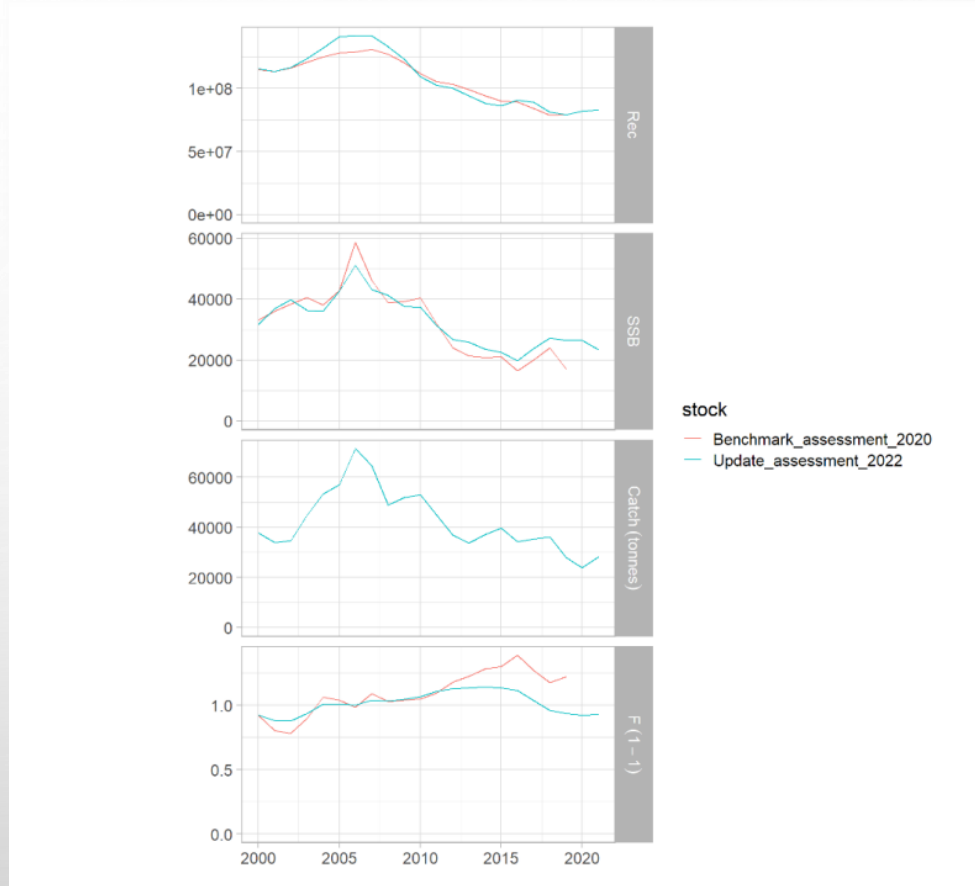 1e+08
5e+07
0e+00
Rec
60000
40000
20000
0
SSB
60000
40000
20000
0
Catch (tonnes)
1.0
0.5
0.0
F (1 − 1)
2000 2005 2010 2015 2020
stock
Benchmark_assessment_2020
Update_assessment_2022